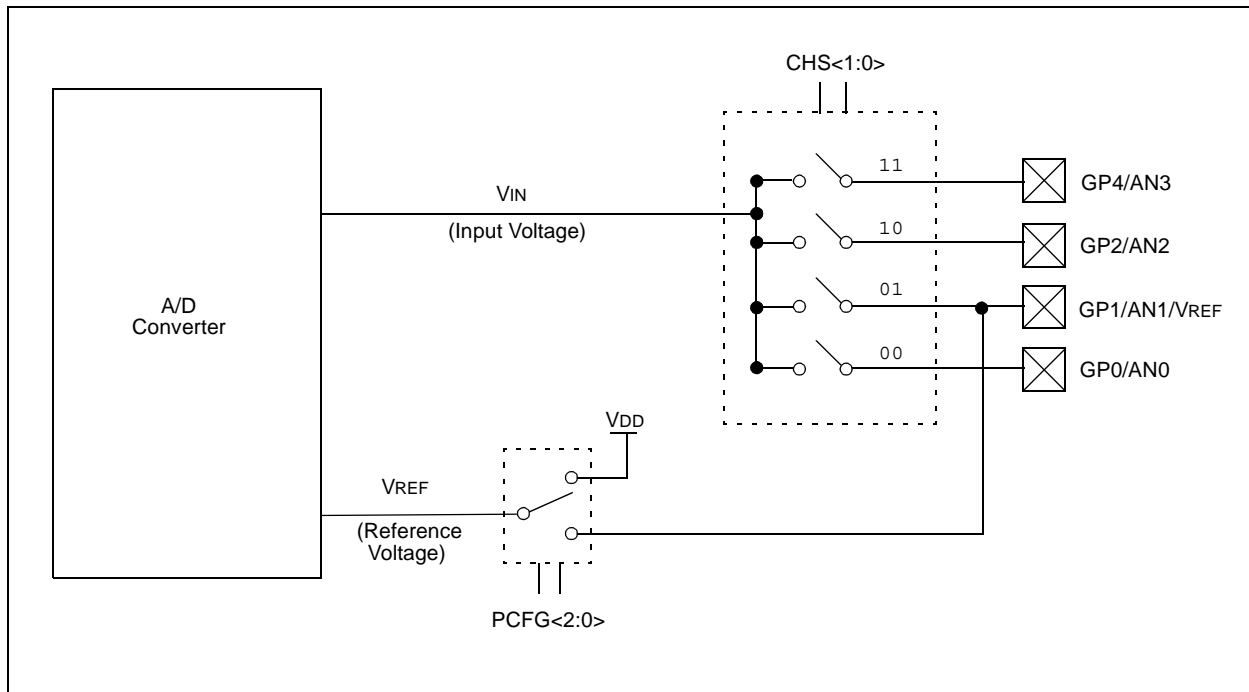 CHS<1:0>
11
GP4/AN3
VIN
(Input Voltage)
10
GP2/AN2
A/D
Converter
01
GP1/AN1/VREF
00
GP0/AN0
VDD
VREF
(Reference
Voltage)
PCFG<2:0>